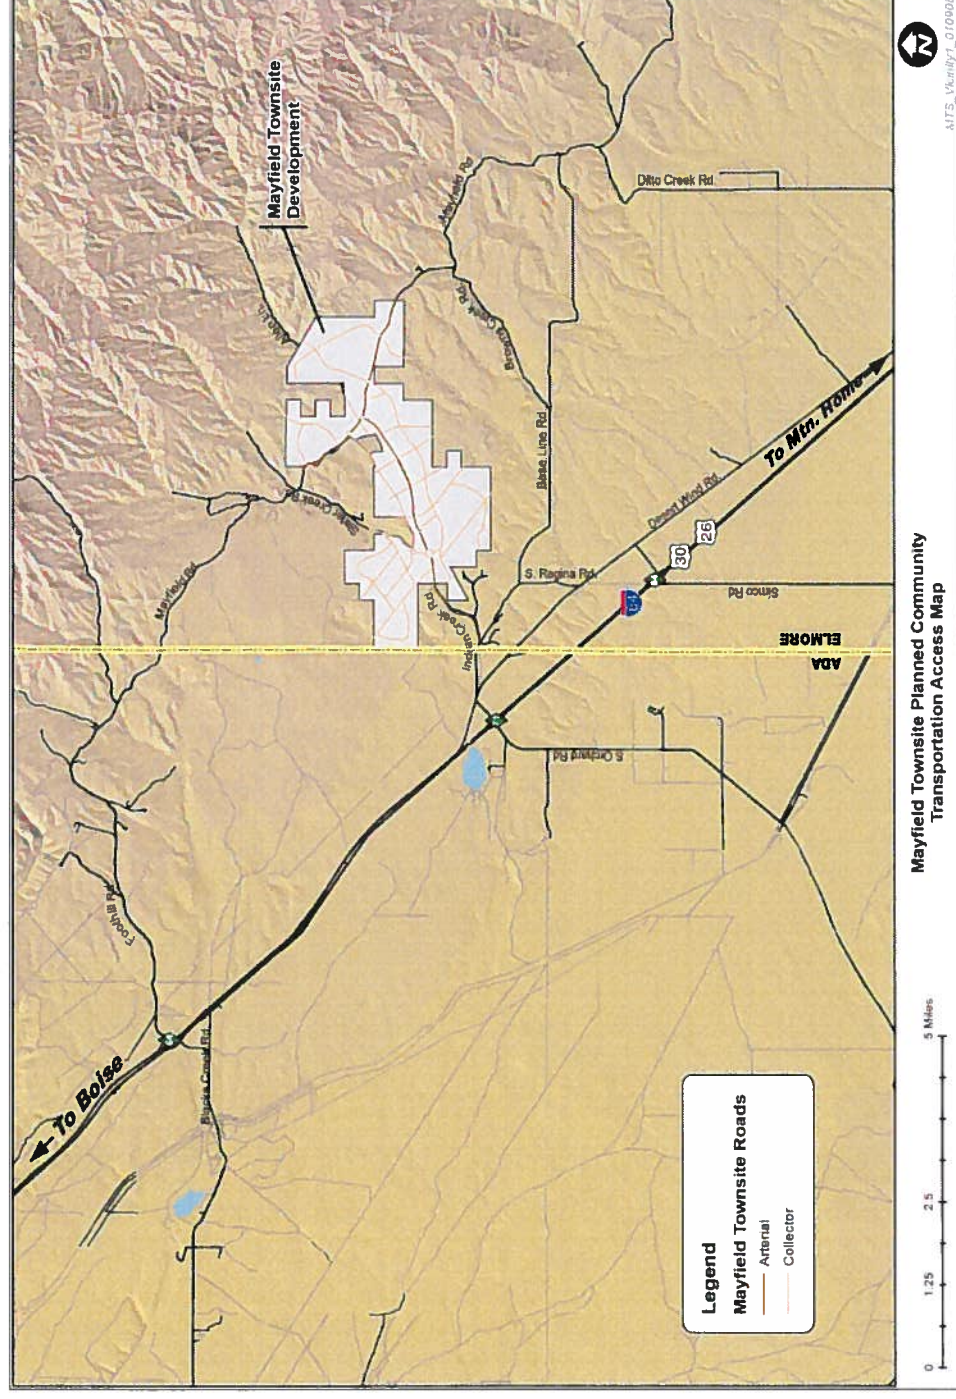 Mayfield Townsite
Development
To Boise
Foothill Rd
Blacks Creek Rd
Mayfield Rd
Slater Creek Rd
Mayfield Rd
Ditto Creek Rd
Base Line Rd
Indian Creek Rd
S. Regina Rd.
Desert Wind Rd.
To Mtn. Home
30
26
84
Simco Rd
ADA
ELMORE
S Orchard Rd
Legend
Mayfield Townsite Roads
Arterial
Collector
0 1.25 2.5 5 Miles
Mayfield Townsite Planned Community
Transportation Access Map
N